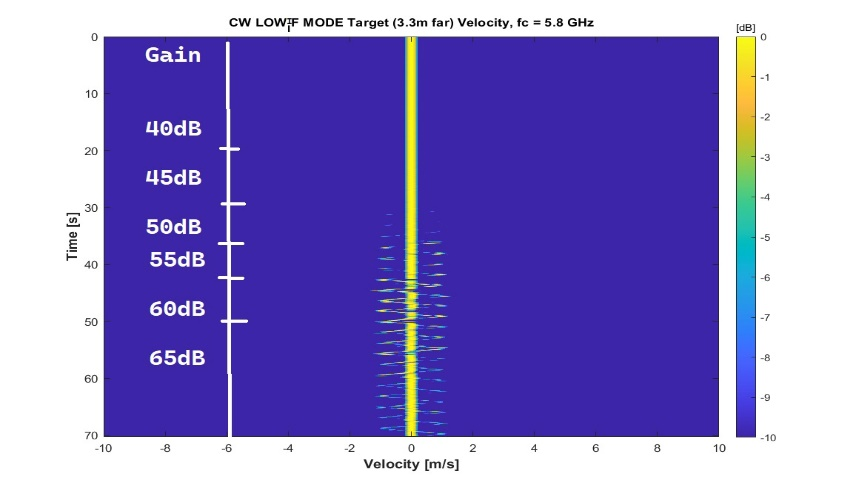 CW LOW-IF MODE Target (3.3m far) Velocity, fc = 5.8 GHz
[dB]
Gain
40dB
45dB
50dB
55dB
60dB
65dB
Time [s]
0
10
20
30
40
50
60
70
-10
-8
-6
-4
-2
0
2
4
6
8
10
Velocity [m/s]
0
-1
-2
-3
-4
-5
-6
-7
-8
-9
-10